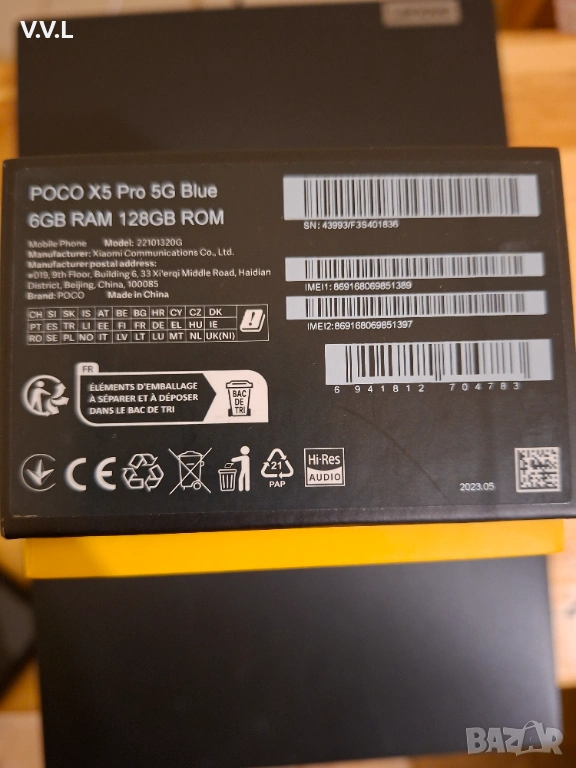 V.V.L
POCO X5 Pro 5G Blue
6GB RAM 128GB ROM
Mobile Phone Model: 22101320G
Manufacturer: Xiaomi Communications Co., Ltd.
Manufacturer postal address:
#019, 9th Floor, Building 6, 33 Xi'erqi Middle Road, Haidian
District, Beijing, China, 100085
Brand: POCO Made in China
SN: 43993/F3S401836
IMEI1:869168069851389
IMEI2:869168069851397
6 941812 704783
CH SI SK IS AT BE BG HR CY CZ DK
PT ES TR LI EE FI FR DE EL HU IE
RO SE PL NO IT LV LT LU MT NL UK(NI)
FR
ÉLÉMENTS D'EMBALLAGE
À SÉPARER ET À DÉPOSER
DANS LE BAC DE TRI
BAC
DE
TRI
CE
21
PAP
Hi-Res
AUDIO
2023.05
BAZAR